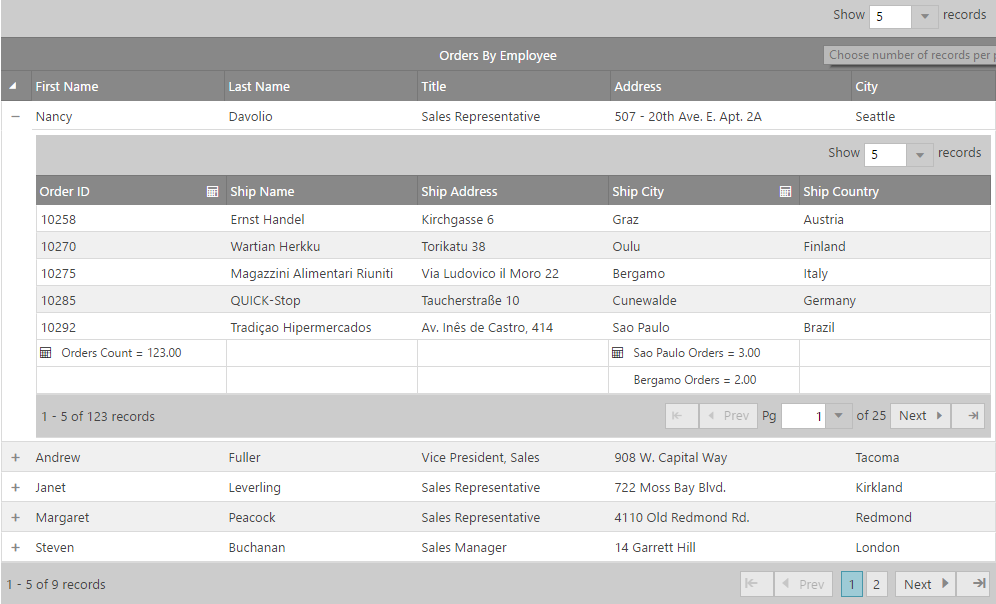 Show 5 records
Orders By Employee
Choose number of records per
First Name Last Name Title Address City
Nancy Davolio Sales Representative 507 - 20th Ave. E. Apt. 2A Seattle
Show 5 records
Order ID Ship Name Ship Address Ship City Ship Country
10258 Ernst Handel Kirchgasse 6 Graz Austria
10270 Wartian Herkku Torikatu 38 Oulu Finland
10275 Magazzini Alimentari Riuniti Via Ludovico il Moro 22 Bergamo Italy
10285 QUICK-Stop Taucherstraße 10 Cunewalde Germany
10292 Tradiçao Hipermercados Av. Inês de Castro, 414 Sao Paulo Brazil
Orders Count = 123.00 Sao Paulo Orders = 3.00
Bergamo Orders = 2.00
1 - 5 of 123 records Prev Pg 1 of 25 Next
Andrew Fuller Vice President, Sales 908 W. Capital Way Tacoma
Janet Leverling Sales Representative 722 Moss Bay Blvd. Kirkland
Margaret Peacock Sales Representative 4110 Old Redmond Rd. Redmond
Steven Buchanan Sales Manager 14 Garrett Hill London
1 - 5 of 9 records Prev 1 2 Next